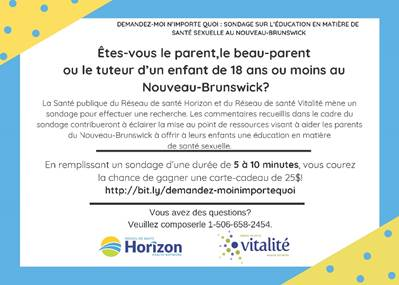 DEMANDEZ-MOI N'IMPORTE QUOI : SONDAGE SUR L'ÉDUCATION EN MATIÈRE DE
SANTÉ SEXUELLE AU NOUVEAU-BRUNSWICK
Êtes-vous le parent,le beau-parent
ou le tuteur d'un enfant de 18 ans ou moins au
Nouveau-Brunswick?
La Santé publique du Réseau de santé Horizon et du Réseau de santé Vitalité mène un
sondage pour effectuer une recherche. Les commentaires recueillis dans le cadre du
sondage contribueront à éclairer la mise au point de ressources visant à aider les parents
du Nouveau-Brunswick à offrir à leurs enfants une éducation en matière
de santé sexuelle.
En remplissant un sondage d'une durée de 5 à 10 minutes, vous courez
la chance de gagner une carte-cadeau de 25$!
http://bit.ly/demandez-moinimportequoi
Vous avez des questions?
Veuillez composerle 1-506-658-2454.
Horizon
HEALTH NETWORK
vitalité